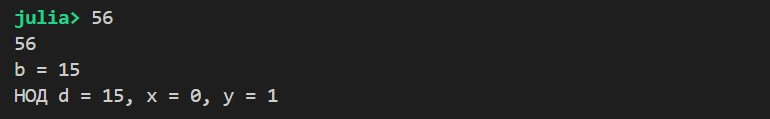 julia> 56
56
b = 15
НОД d = 15, x = 0, y = 1